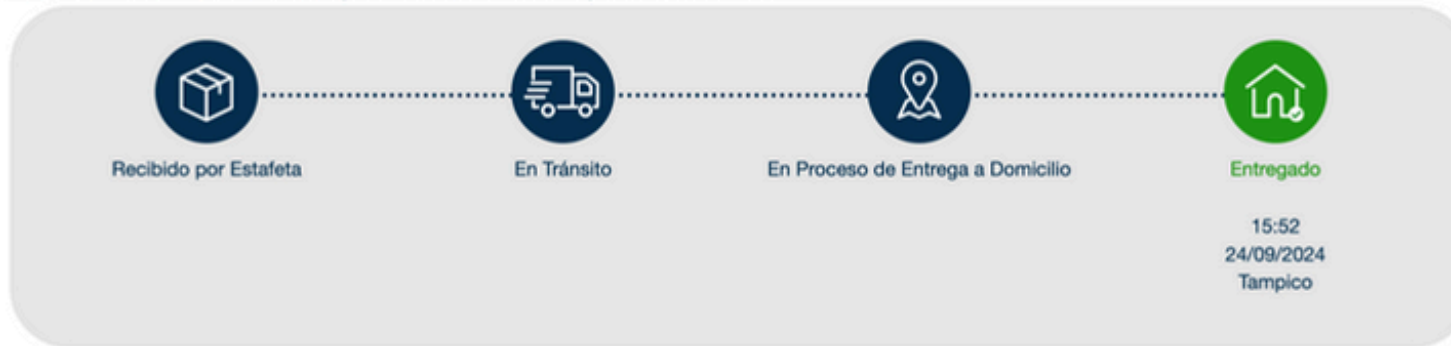 Recibido por Estafeta
En Tránsito
En Proceso de Entrega a Domicilio
Entregado
15:52
24/09/2024
Tampico